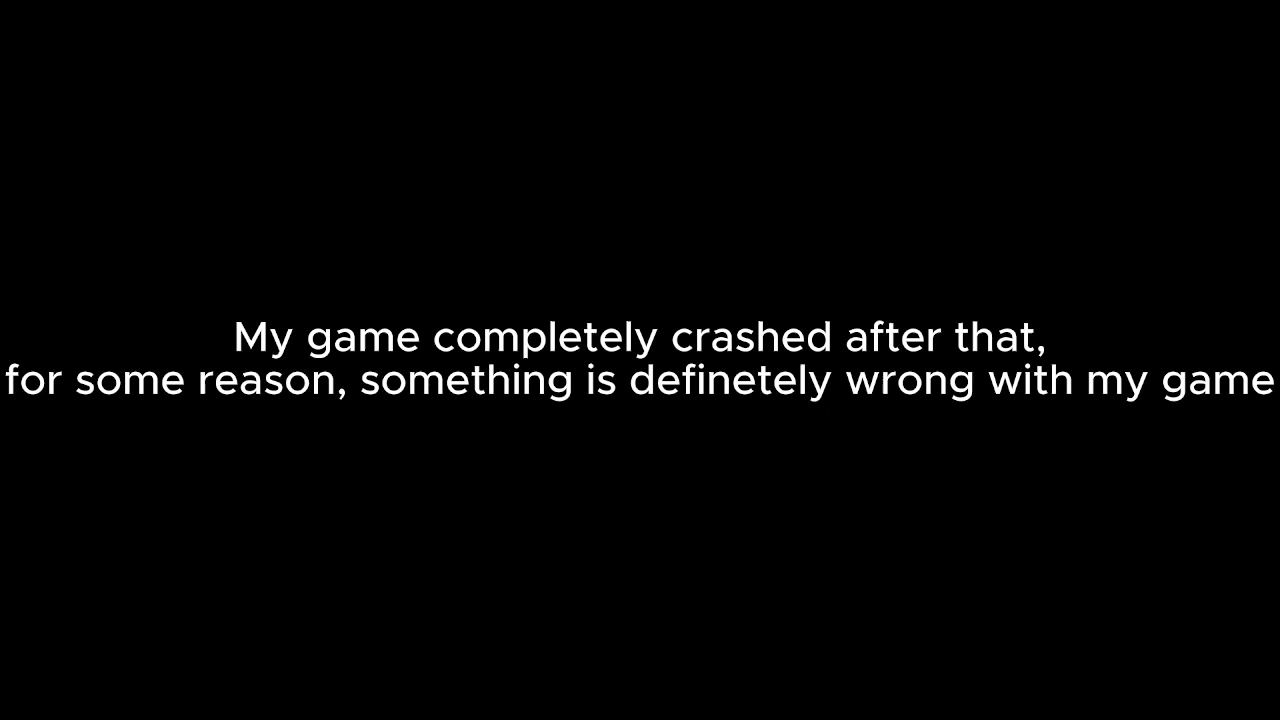 My game completely crashed after that,
for some reason, something is definetely wrong with my game